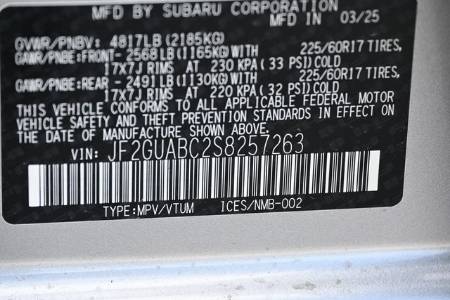 MFD BY SUBARU CORPORATION
MADE IN 03/25
GVWR/PNBV: 4817LB (2185KG)
GAWR/PNBE:FRONT-2568LB(1165KG)WITH 225/60R17 TIRES,
17X7J RIMS AT 230 KPA(33 PSI)COLD
GAWR/PNBE:REAR -2491LB(1130KG)WITH 225/60R17 TIRES,
17X7J RIMS AT 220 KPA(32 PSI)COLD
THIS VEHICLE CONFORMS TO ALL APPLICABLE FEDERAL MOTOR
VEHICLE SAFETY AND THEFT PREVENTION STANDARDS IN EFFECT ON
THE DATE OF MANUFACTURE SHOWN ABOVE.
VIN: JF2GUABC2S8257263
TYPE:MPV/VTUM ICES/NMB-002